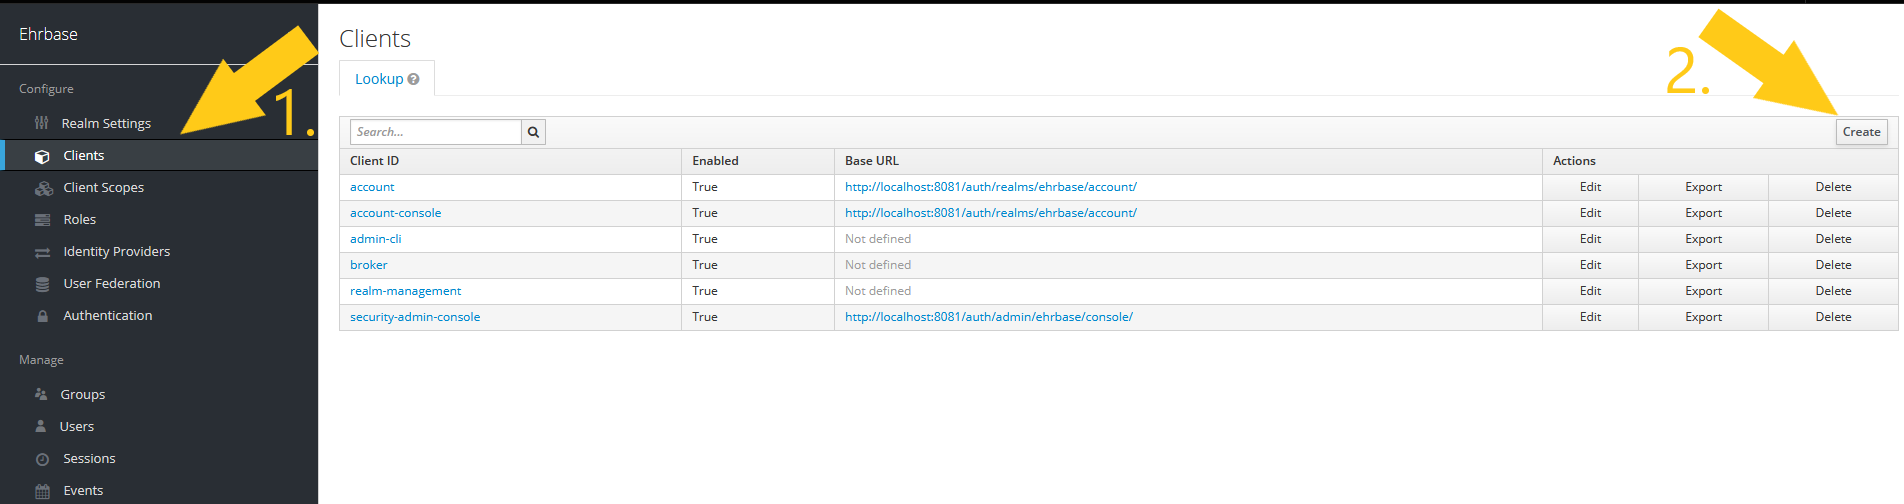 Ehrbase
Configure
Realm Settings
Clients
Client Scopes
Roles
Identity Providers
User Federation
Authentication
Manage
Groups
Users
Sessions
Events
1.
Clients
Lookup ?
2.
Search...
Create
Client ID Enabled Base URL Actions
account True http://localhost:8081/auth/realms/ehrbase/account/ Edit Export Delete
account-console True http://localhost:8081/auth/realms/ehrbase/account/ Edit Export Delete
admin-cli True Not defined Edit Export Delete
broker True Not defined Edit Export Delete
realm-management True Not defined Edit Export Delete
security-admin-console True http://localhost:8081/auth/admin/ehrbase/console/ Edit Export Delete